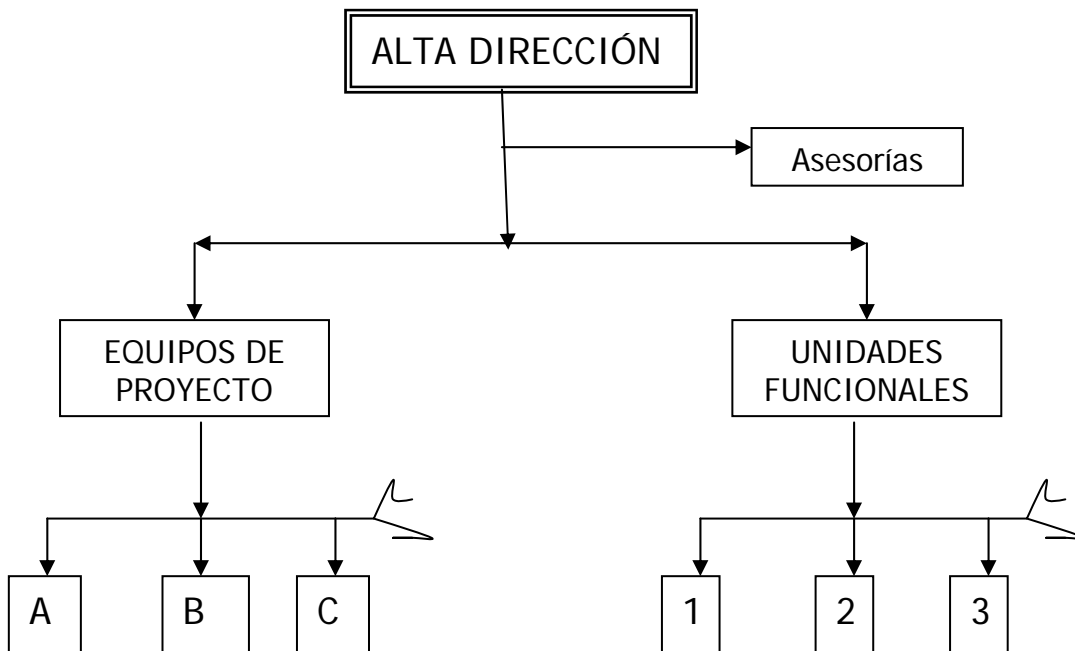 ALTA DIRECCIÓN
Asesorías
EQUIPOS DE
PROYECTO
UNIDADES
FUNCIONALES
A
B
C
1
2
3